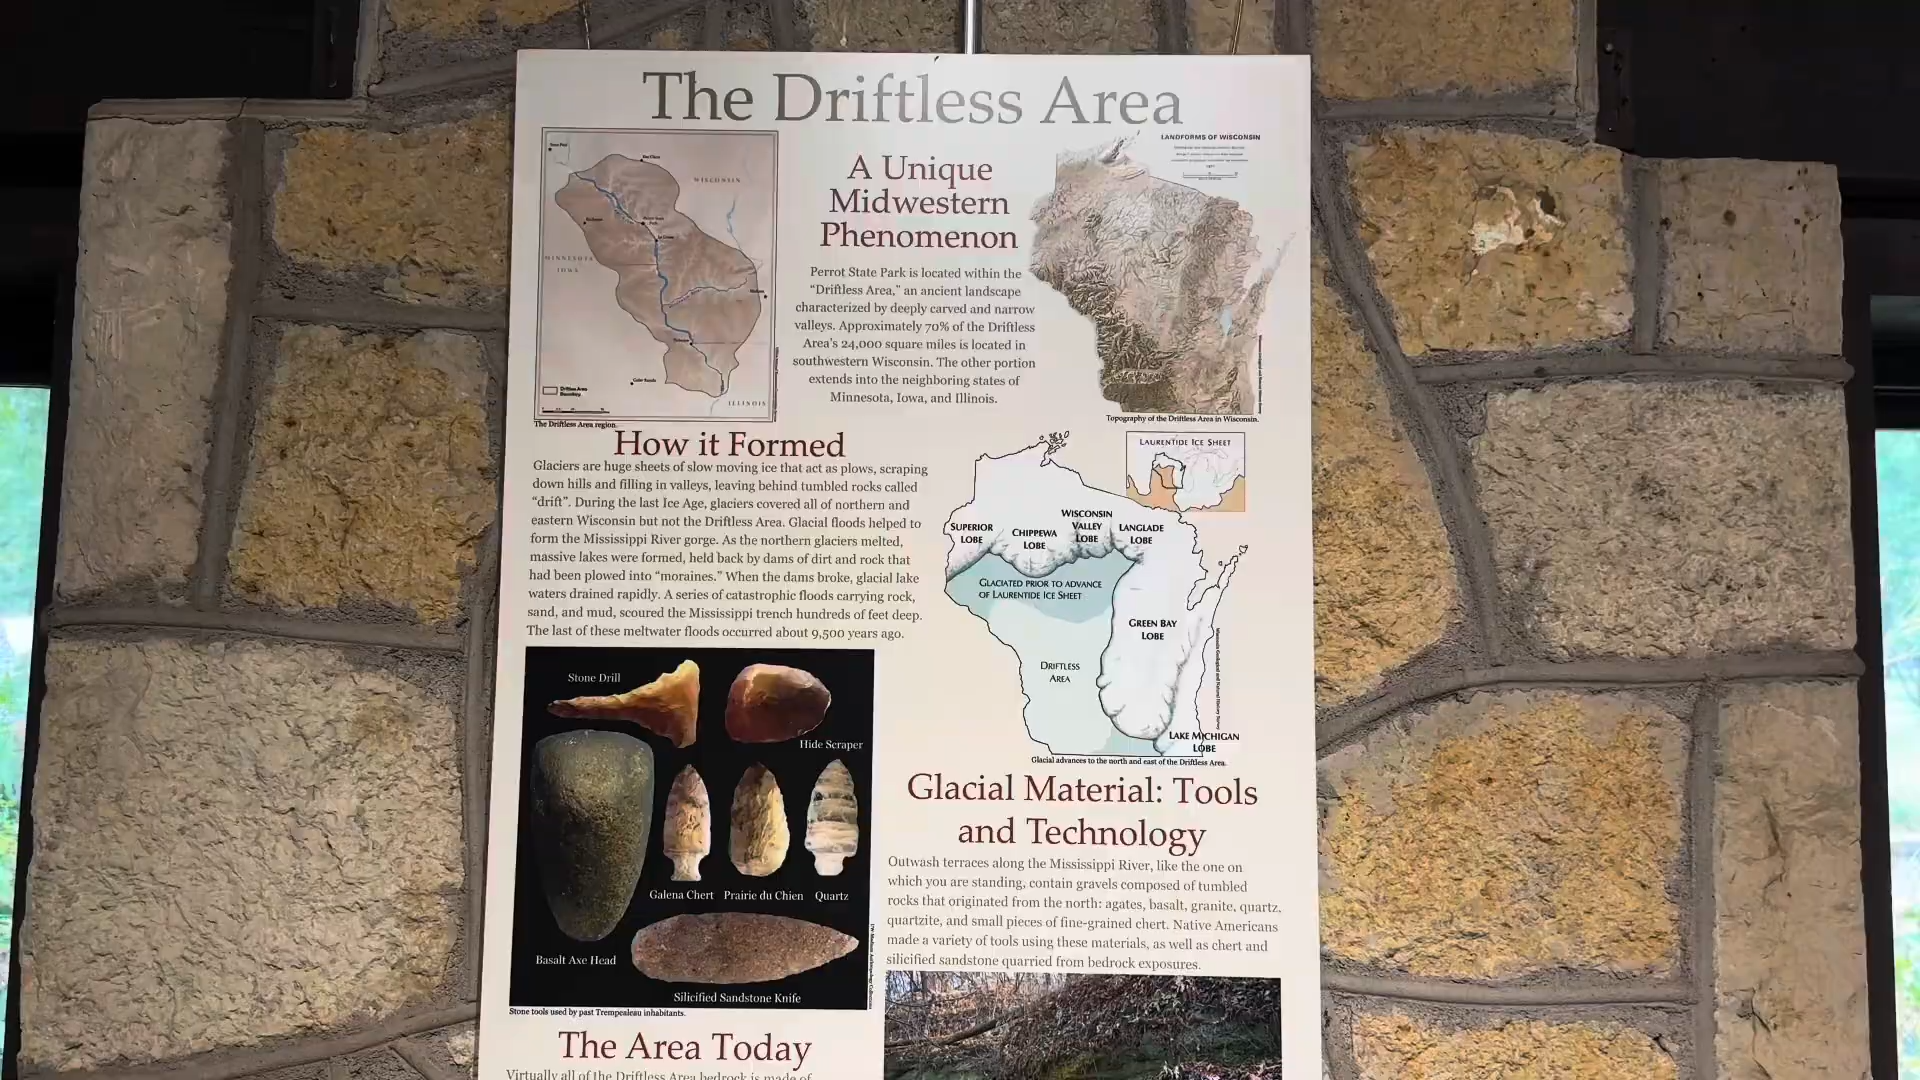 The Driftless Area
WISCONSIN
MINNESOTA
IOWA
ILLINOIS
Driftless Area
Boundary
The Driftless Area region.
A Unique
Midwestern
Phenomenon
Perrot State Park is located within the
“Driftless Area,” an ancient landscape
characterized by deeply carved and narrow
valleys. Approximately 70% of the Driftless
Area’s 24,000 square miles is located in
southwestern Wisconsin. The other portion
extends into the neighboring states of
Minnesota, Iowa, and Illinois.
LANDFORMS OF WISCONSIN
Topography of the Driftless Area in Wisconsin.
How it Formed
Glaciers are huge sheets of slow moving ice that act as plows, scraping
down hills and filling in valleys, leaving behind tumbled rocks called
“drift”. During the last Ice Age, glaciers covered all of northern and
eastern Wisconsin but not the Driftless Area. Glacial floods helped to
form the Mississippi River gorge. As the northern glaciers melted,
massive lakes were formed, held back by dams of dirt and rock that
had been plowed into “moraines.” When the dams broke, glacial lake
waters drained rapidly. A series of catastrophic floods carrying rock,
sand, and mud, scoured the Mississippi trench hundreds of feet deep.
The last of these meltwater floods occurred about 9,500 years ago.
LAURENTIDE ICE SHEET
SUPERIOR
LOBE
CHIPPEWA
LOBE
WISCONSIN
VALLEY
LOBE
LANGLADE
LOBE
GLACIATED PRIOR TO ADVANCE
OF LAURENTIDE ICE SHEET
GREEN BAY
LOBE
DRIFTLESS
AREA
LAKE MICHIGAN
LOBE
Glacial advances to the north and east of the Driftless Area.
Stone Drill
Hide Scraper
Galena Chert
Prairie du Chien
Quartz
Basalt Axe Head
Silicified Sandstone Knife
Stone tools used by past Trempealeau inhabitants.
Glacial Material: Tools
and Technology
Outwash terraces along the Mississippi River, like the one on
which you are standing, contain gravels composed of tumbled
rocks that originated from the north: agates, basalt, granite, quartz,
quartzite, and small pieces of fine-grained chert. Native Americans
made a variety of tools using these materials, as well as chert and
silicified sandstone quarried from bedrock exposures.
The Area Today
Virtually all of the Driftless Area bedrock is made of